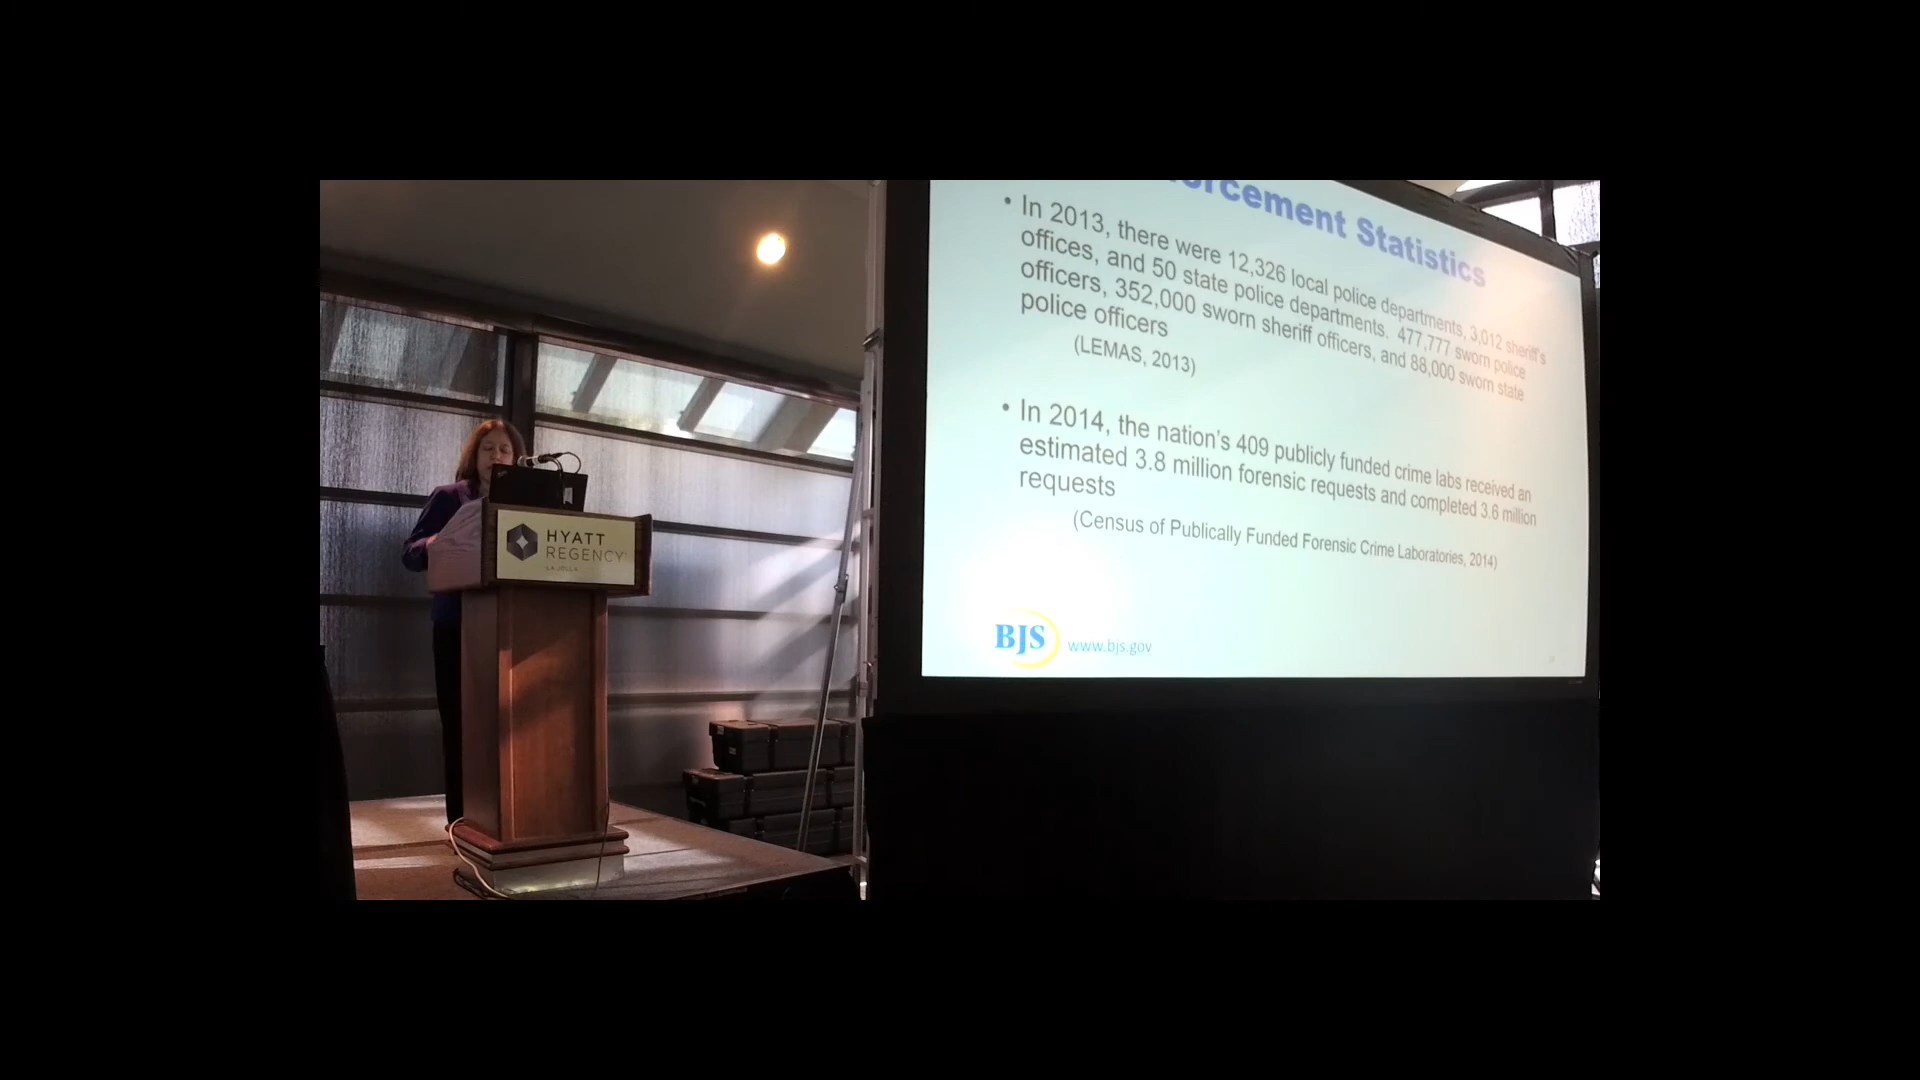 HYATT
REGENCY
LA JOLLA
forcement Statistics
• In 2013, there were 12,326 local police departments, 3,012 sheriff's
offices, and 50 state police departments. 477,777 sworn police
officers, 352,000 sworn sheriff officers, and 88,000 sworn state
police officers
(LEMAS, 2013)
• In 2014, the nation's 409 publicly funded crime labs received an
estimated 3.8 million forensic requests and completed 3.6 million
requests
(Census of Publically Funded Forensic Crime Laboratories, 2014)
BJS www.bjs.gov